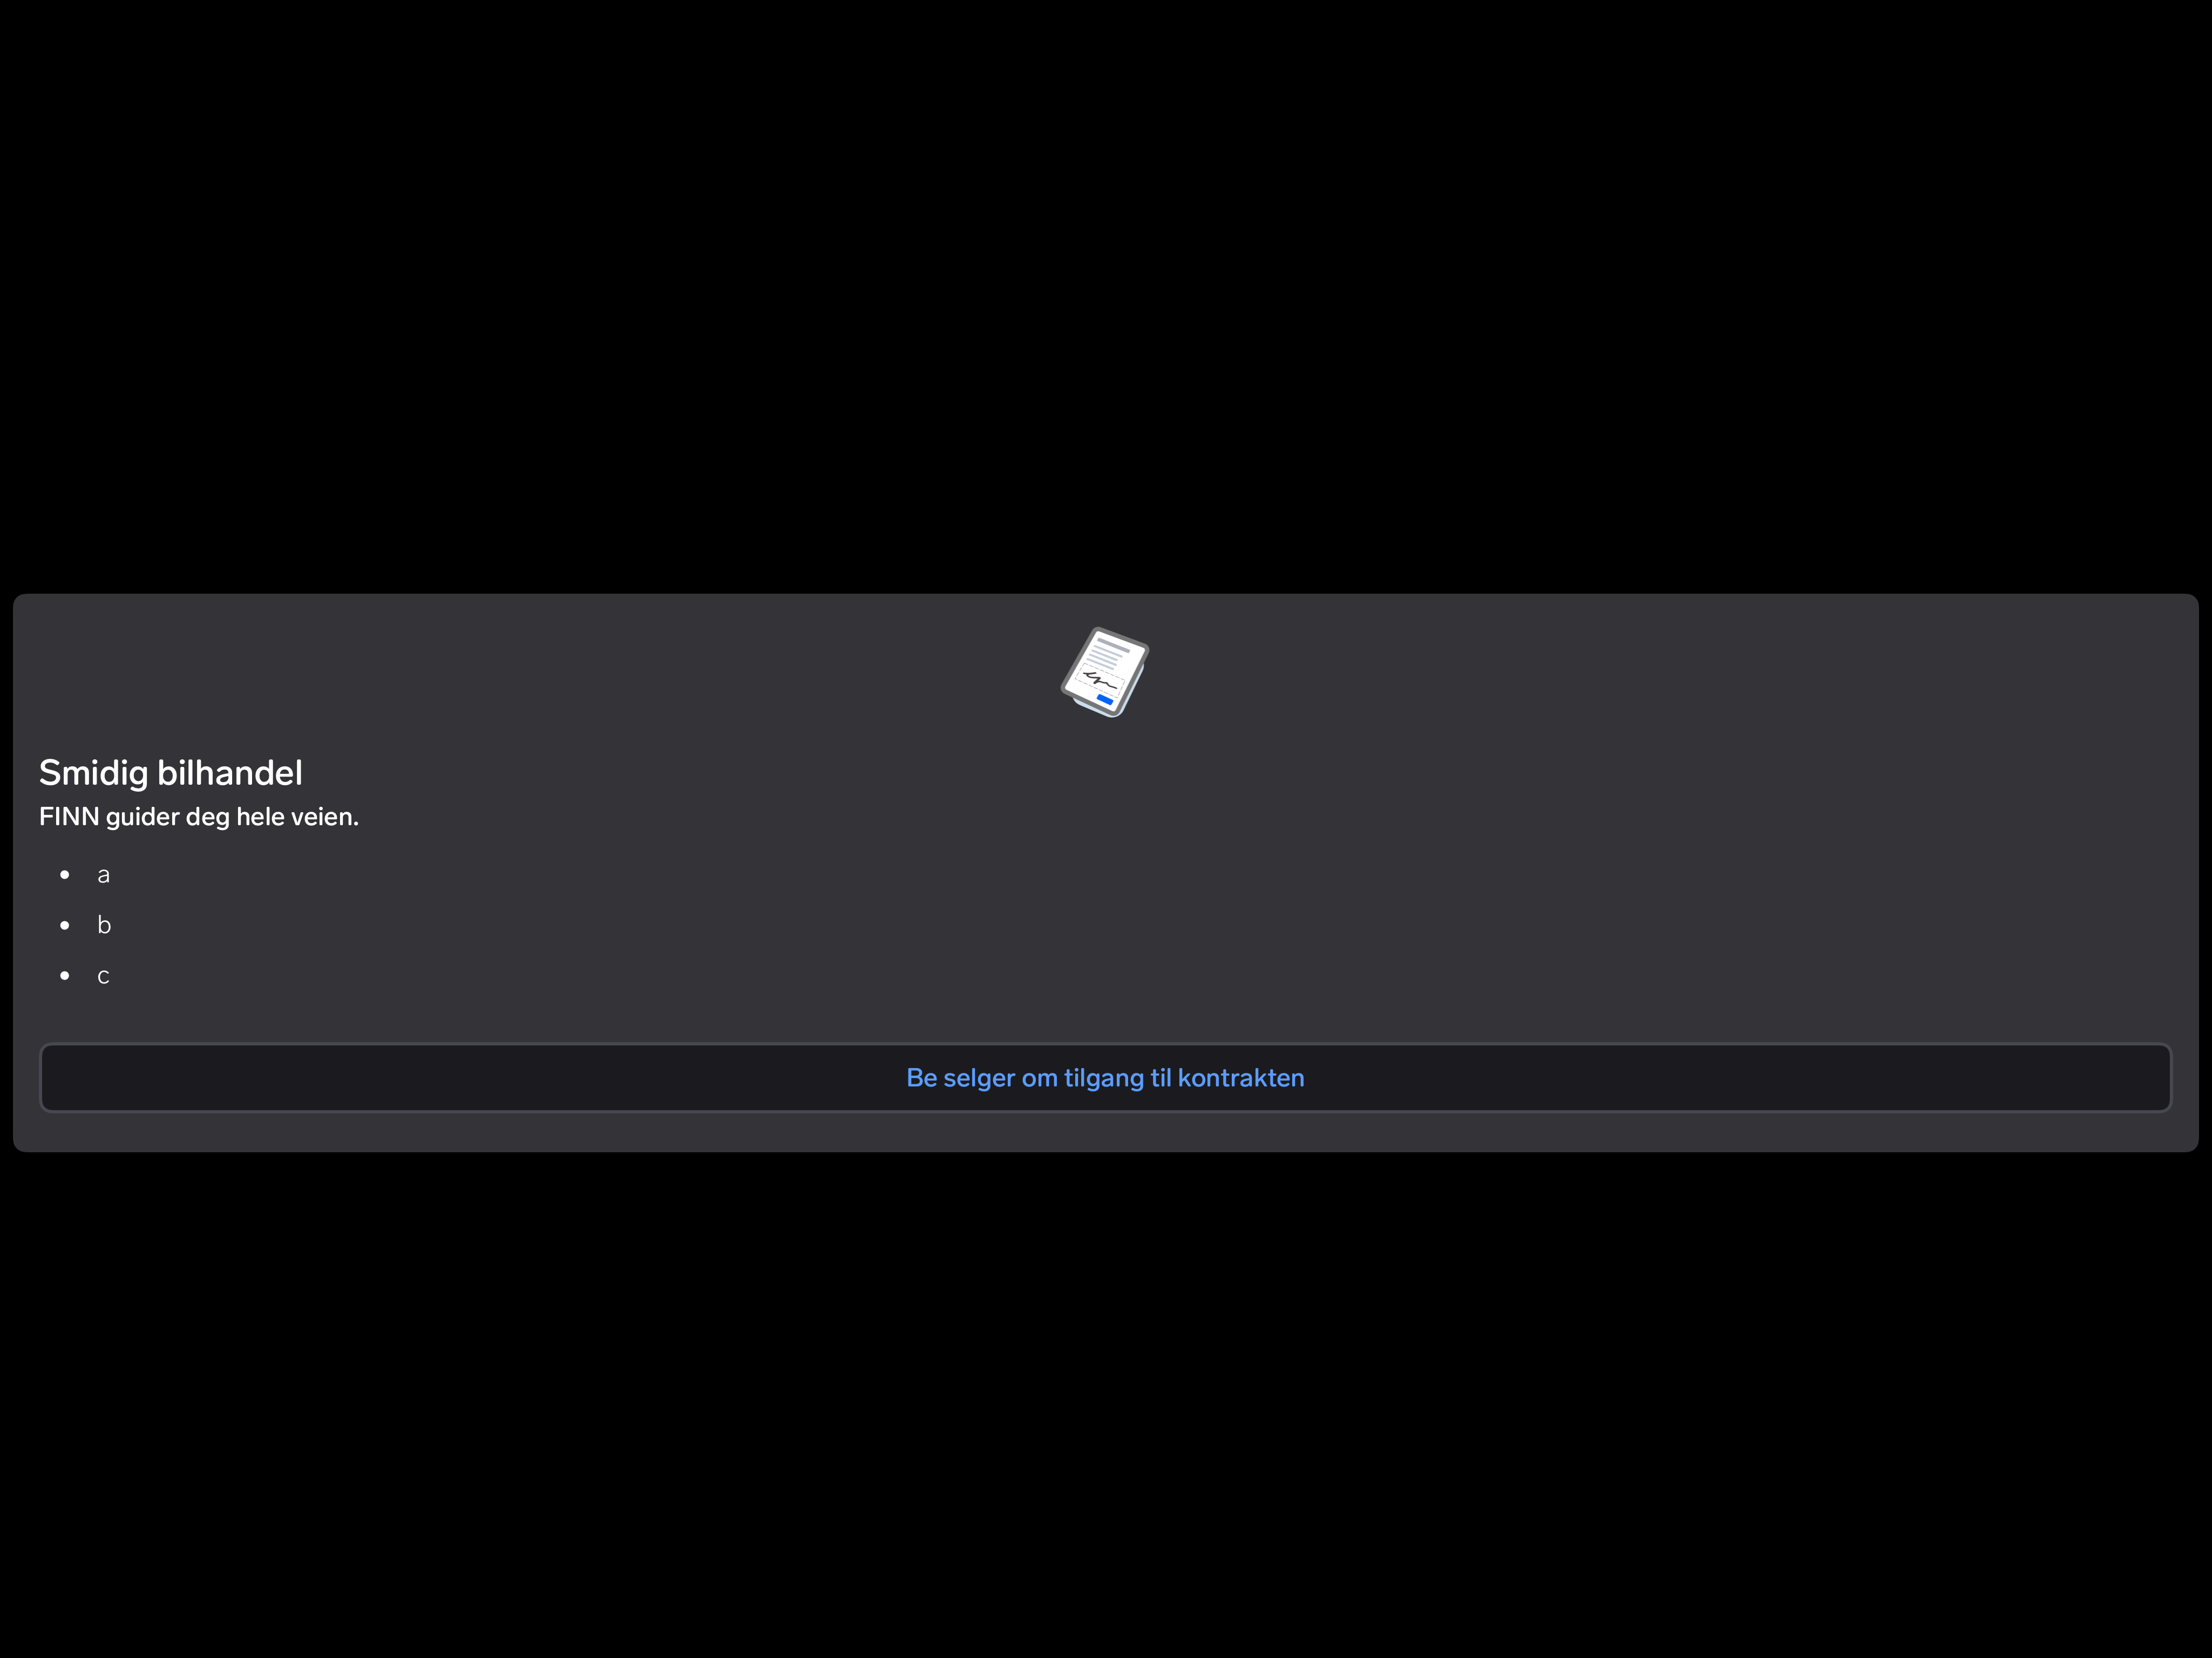 Smidig bilhandel
FINN guider deg hele veien.
• a
• b
• c
Be selger om tilgang til kontrakten